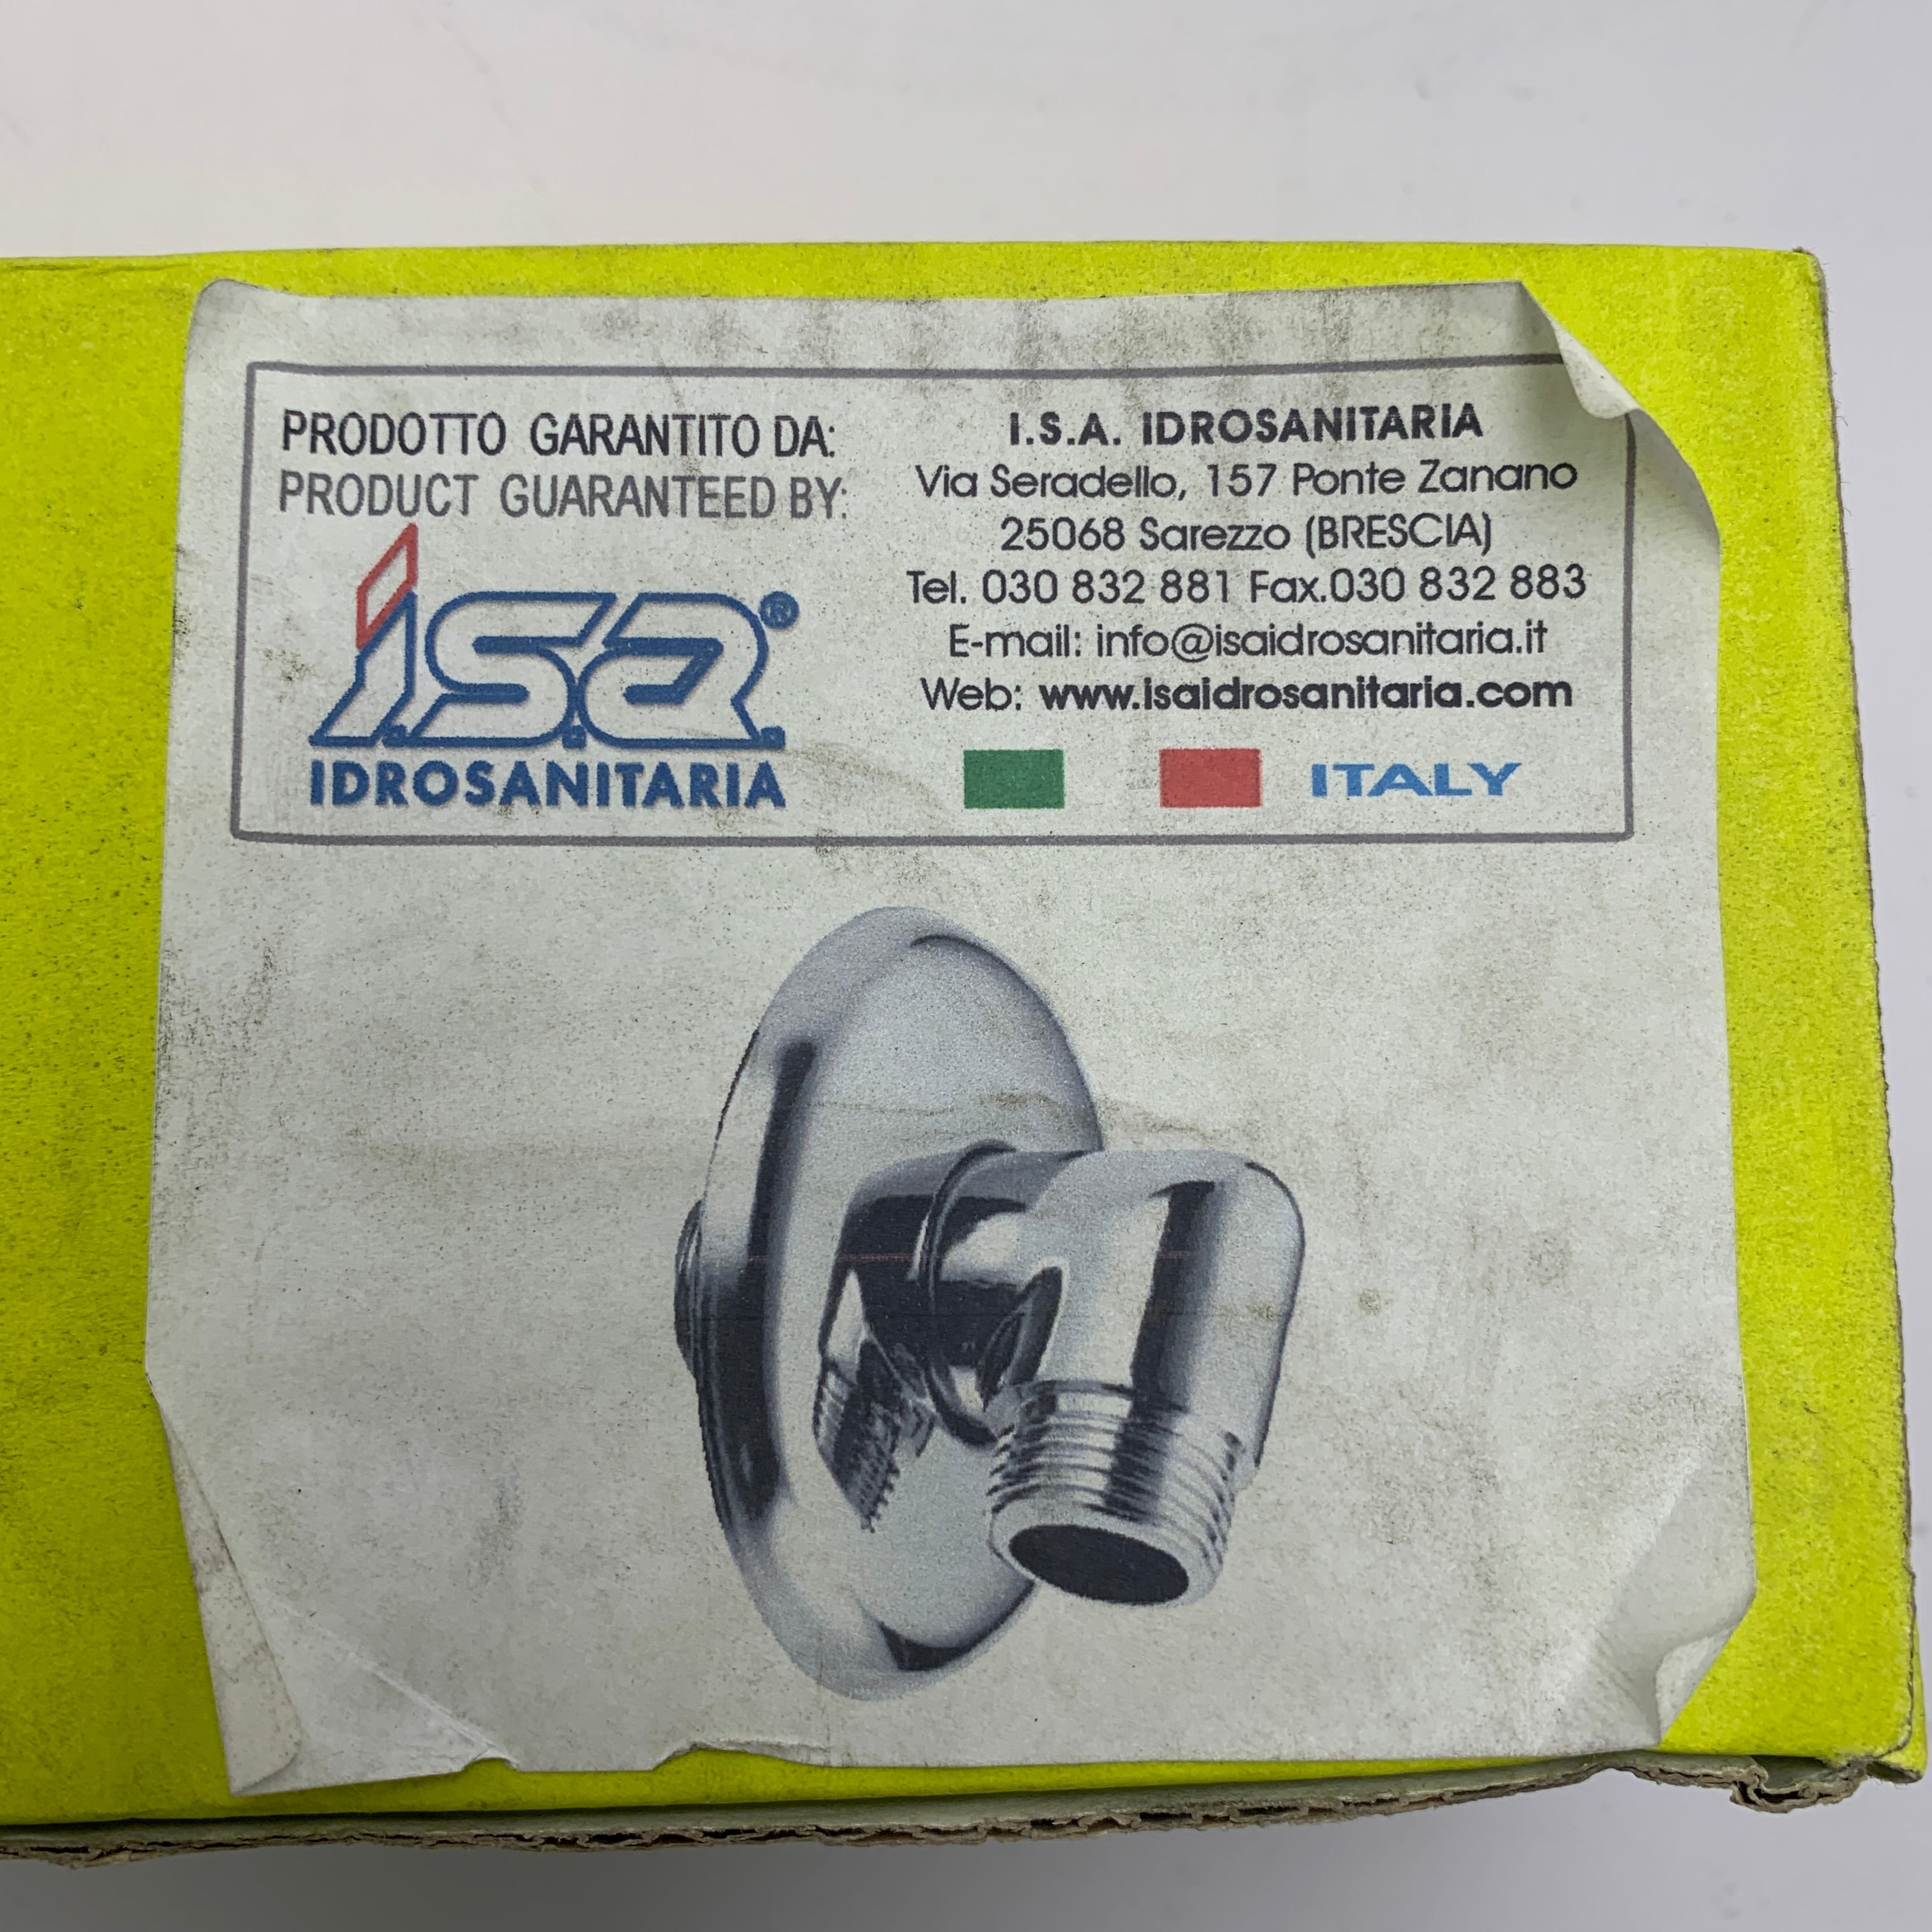 PRODOTTO GARANTITO DA:
PRODUCT GUARANTEED BY:
i.s.a.®
IDROSANITARIA
I.S.A. IDROSANITARIA
Via Seradello, 157 Ponte Zanano
25068 Sarezzo (BRESCIA)
Tel. 030 832 881 Fax.030 832 883
E-mail: info@isaidrosanitaria.it
Web: www.isaidrosanitaria.com
ITALY